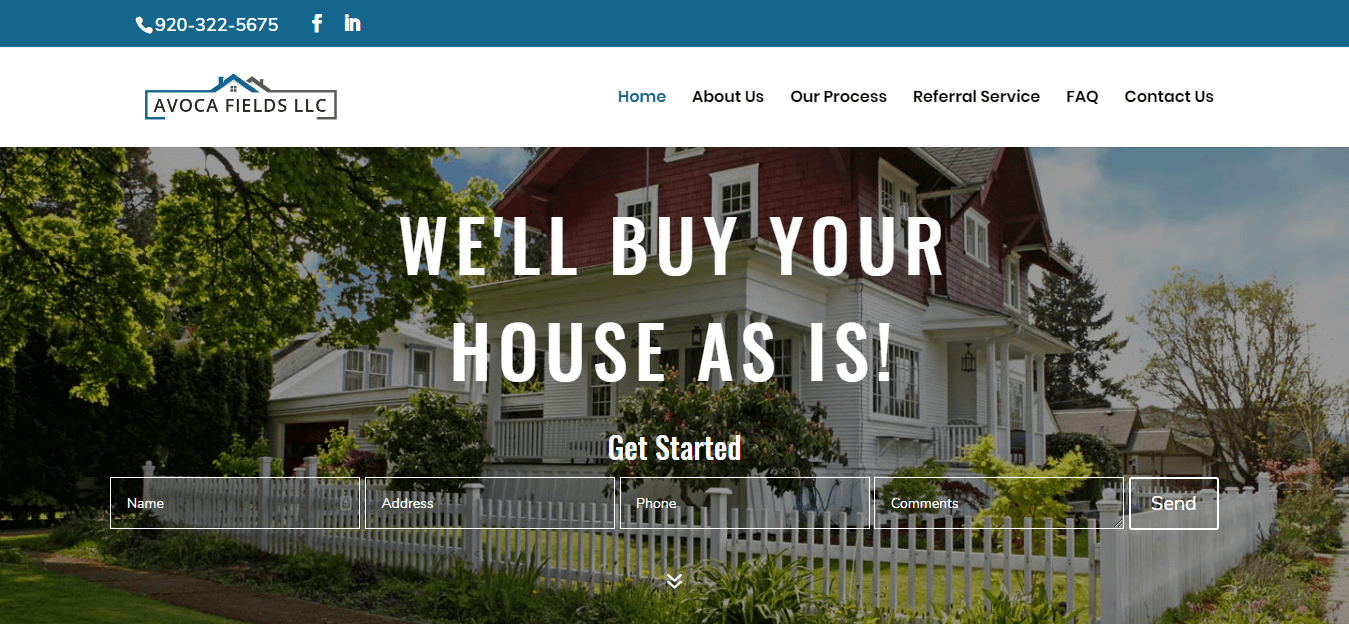 920-322-5675
AVOCA FIELDS LLC
Home About Us Our Process Referral Service FAQ Contact Us
WE'LL BUY YOUR
HOUSE AS IS!
Get Started
Name Address Phone Comments Send